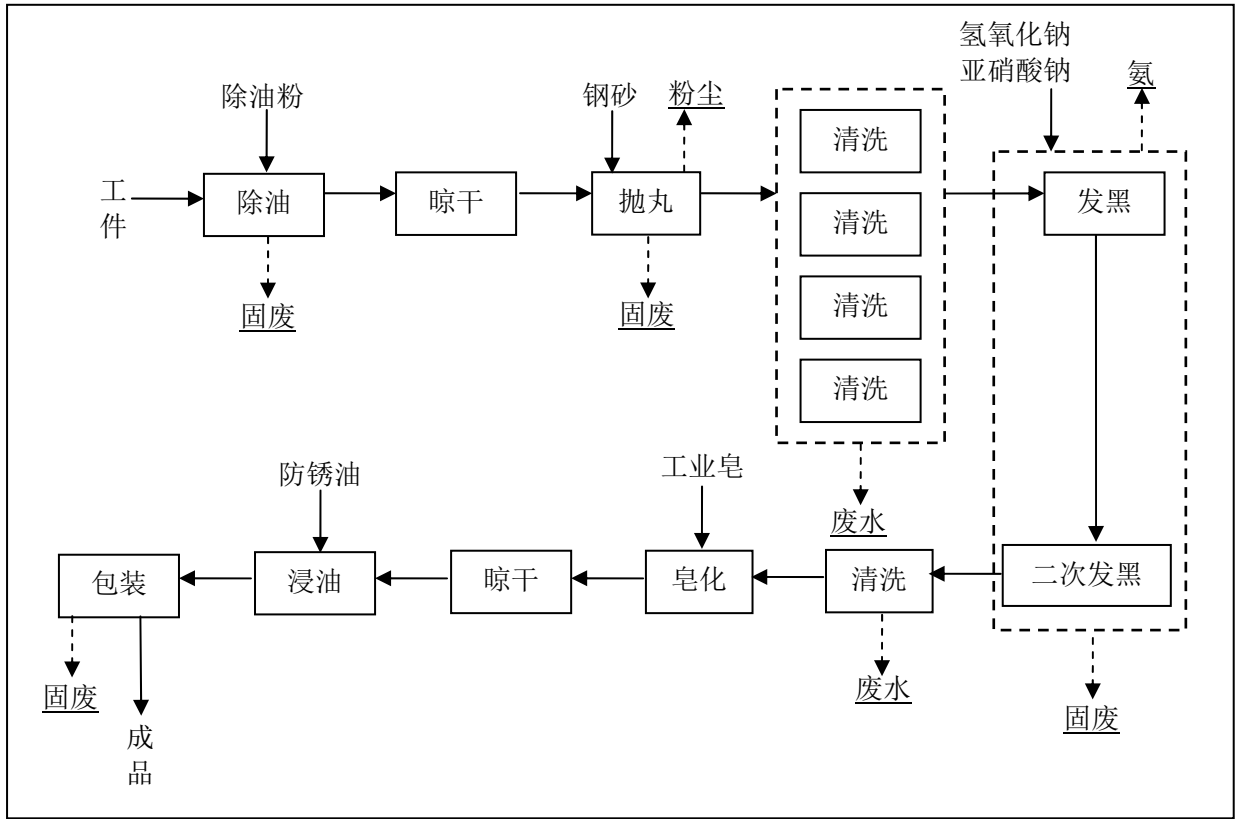 氢氧化钠
亚硝酸钠
氨
除油粉
钢砂
粉尘
工
件
除油
晾干
抛丸
清洗
清洗
清洗
清洗
发黑
固废
固废
废水
防锈油
工业皂
包装
浸油
晾干
皂化
清洗
二次发黑
固废
成
品
废水
固废